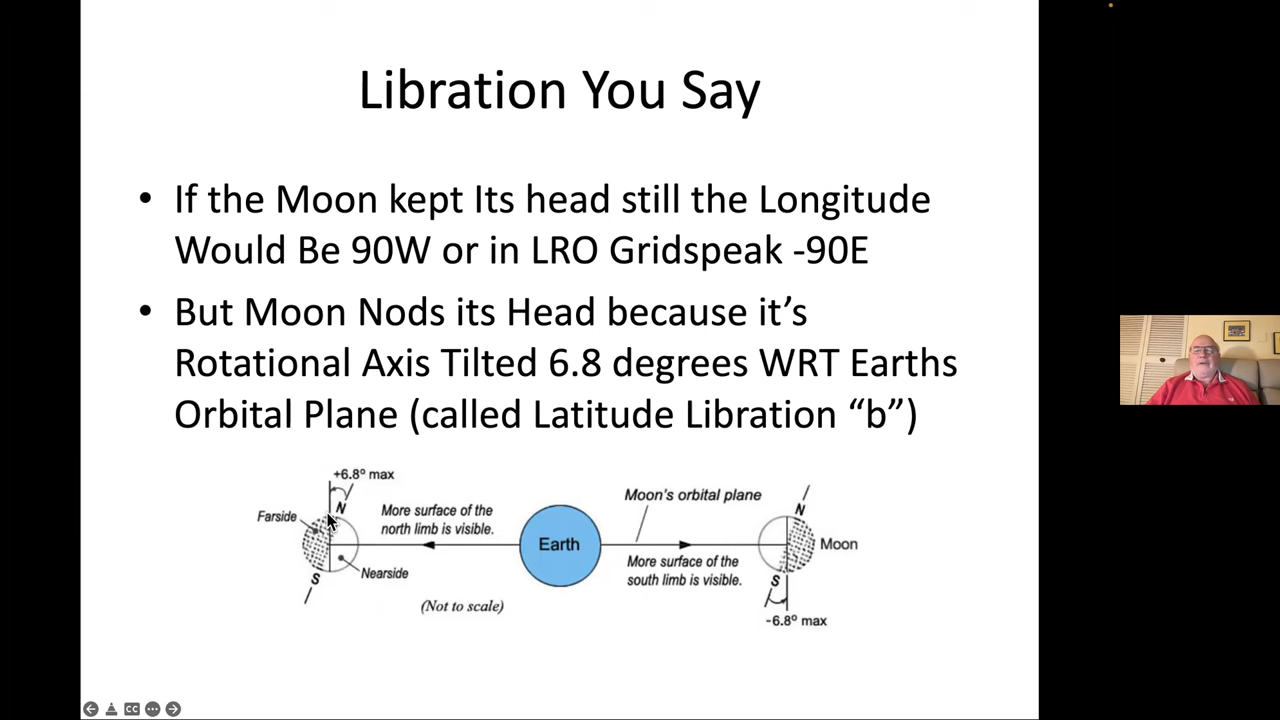 Libration You Say
• If the Moon kept Its head still the Longitude
Would Be 90W or in LRO Gridspeak -90E
• But Moon Nods its Head because it’s
Rotational Axis Tilted 6.8 degrees WRT Earths
Orbital Plane (called Latitude Libration “b”)
+6.8º max
N
Farside
More surface of the
north limb is visible.
S
Nearside
(Not to scale)
Earth
Moon's orbital plane
N
More surface of the
south limb is visible.
Moon
S
-6.8º max
CC